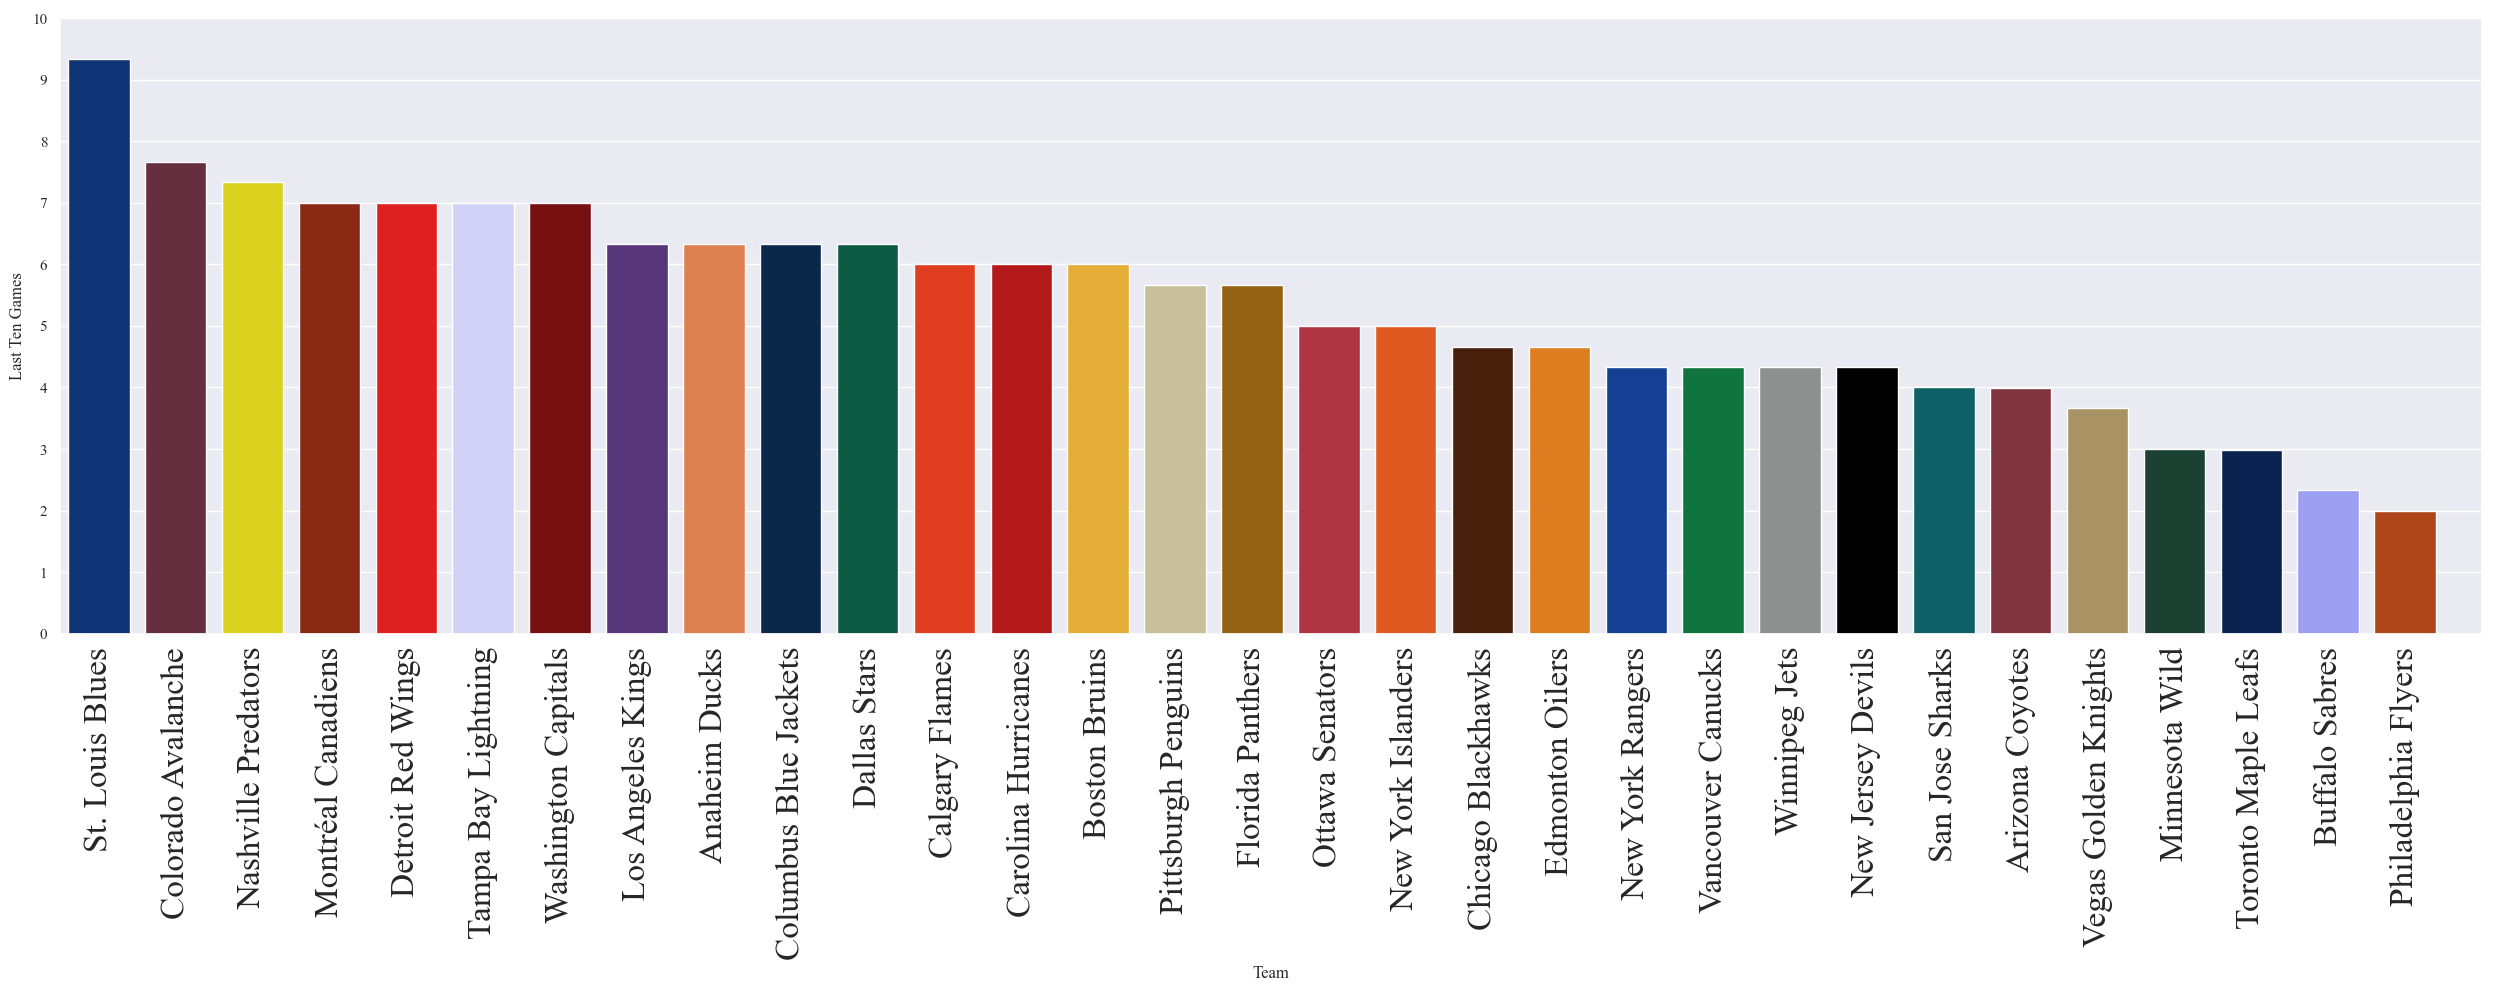 10
9
8
7
6
5
4
3
2
1
0
Last Ten Games
St. Louis Blues
Colorado Avalanche
Nashville Predators
Montréal Canadiens
Detroit Red Wings
Tampa Bay Lightning
Washington Capitals
Los Angeles Kings
Anaheim Ducks
Columbus Blue Jackets
Dallas Stars
Calgary Flames
Carolina Hurricanes
Boston Bruins
Pittsburgh Penguins
Florida Panthers
Ottawa Senators
New York Islanders
Chicago Blackhawks
Edmonton Oilers
New York Rangers
Vancouver Canucks
Winnipeg Jets
New Jersey Devils
San Jose Sharks
Arizona Coyotes
Vegas Golden Knights
Minnesota Wild
Toronto Maple Leafs
Buffalo Sabres
Philadelphia Flyers
Team